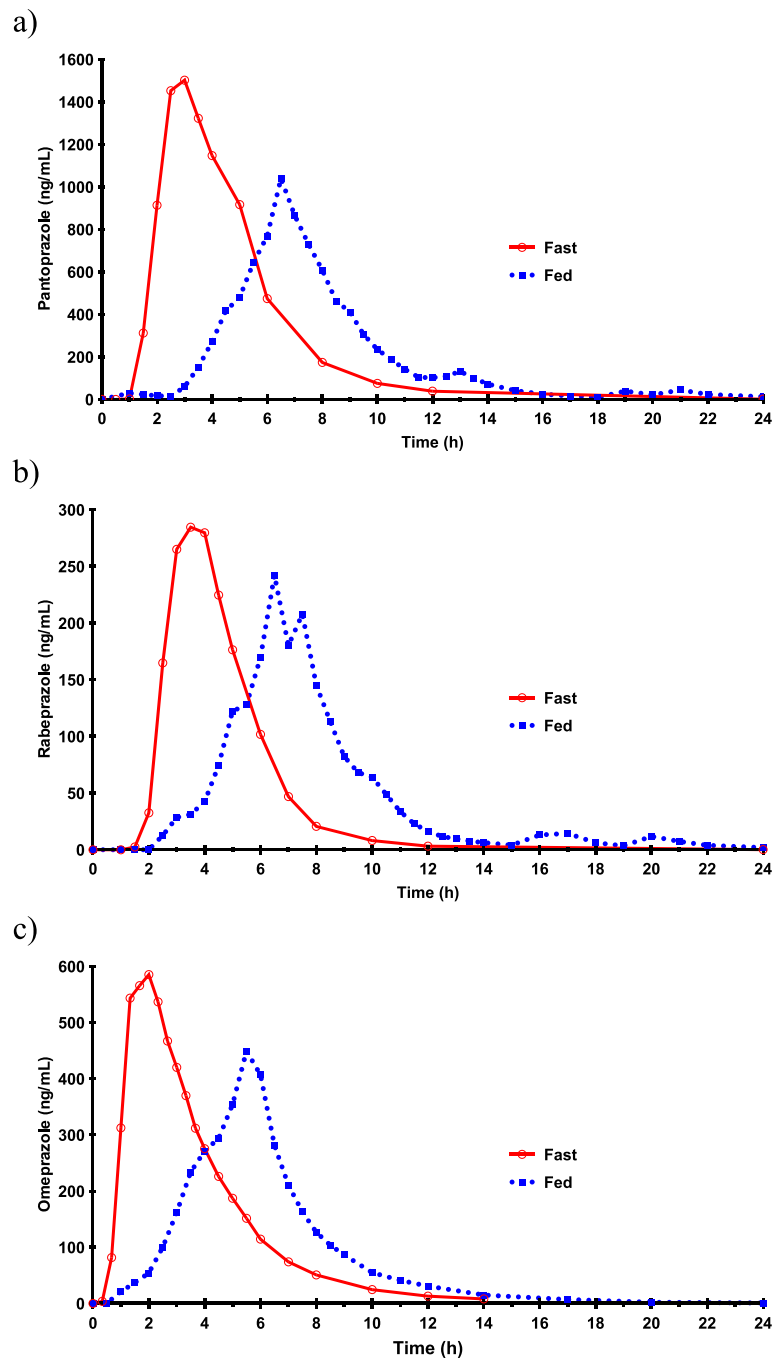 a)
Pantoprazole (ng/mL)
1600
1400
1200
1000
800
600
400
200
0
Fast
Fed
0 2 4 6 8 10 12 14 16 18 20 22 24
Time (h)
b)
Rabeprazole (ng/mL)
300
250
200
150
100
50
0
Fast
Fed
0 2 4 6 8 10 12 14 16 18 20 22 24
Time (h)
c)
Omeprazole (ng/mL)
600
500
400
300
200
100
0
Fast
Fed
0 2 4 6 8 10 12 14 16 18 20 22 24
Time (h)